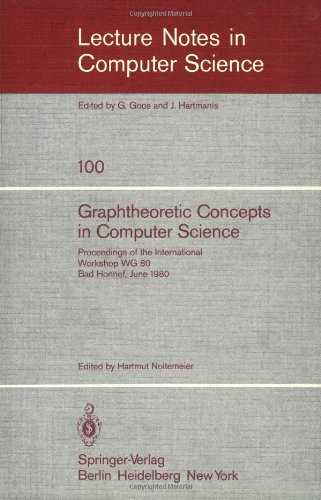 Lecture Notes in
Computer Science
Edited by G. Goos and J. Hartmanis
100
Graphtheoretic Concepts
in Computer Science
Proceedings of the International
Workshop WG 80
Bad Honnef, June 1980
Edited by Hartmut Noltemeier
Springer-Verlag
Berlin Heidelberg New York